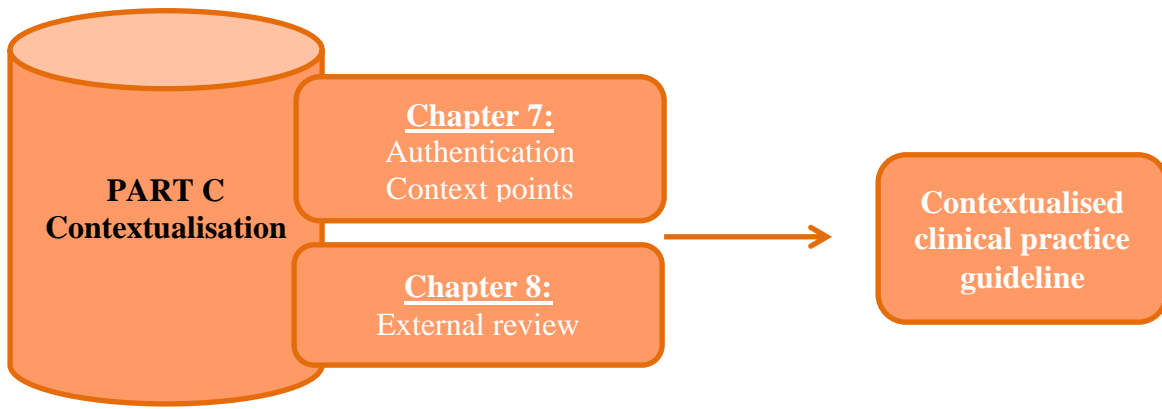 PART C
Contextualisation
Chapter 7:
Authentication
Context points
Chapter 8:
External review
Contextualised
clinical practice
guideline